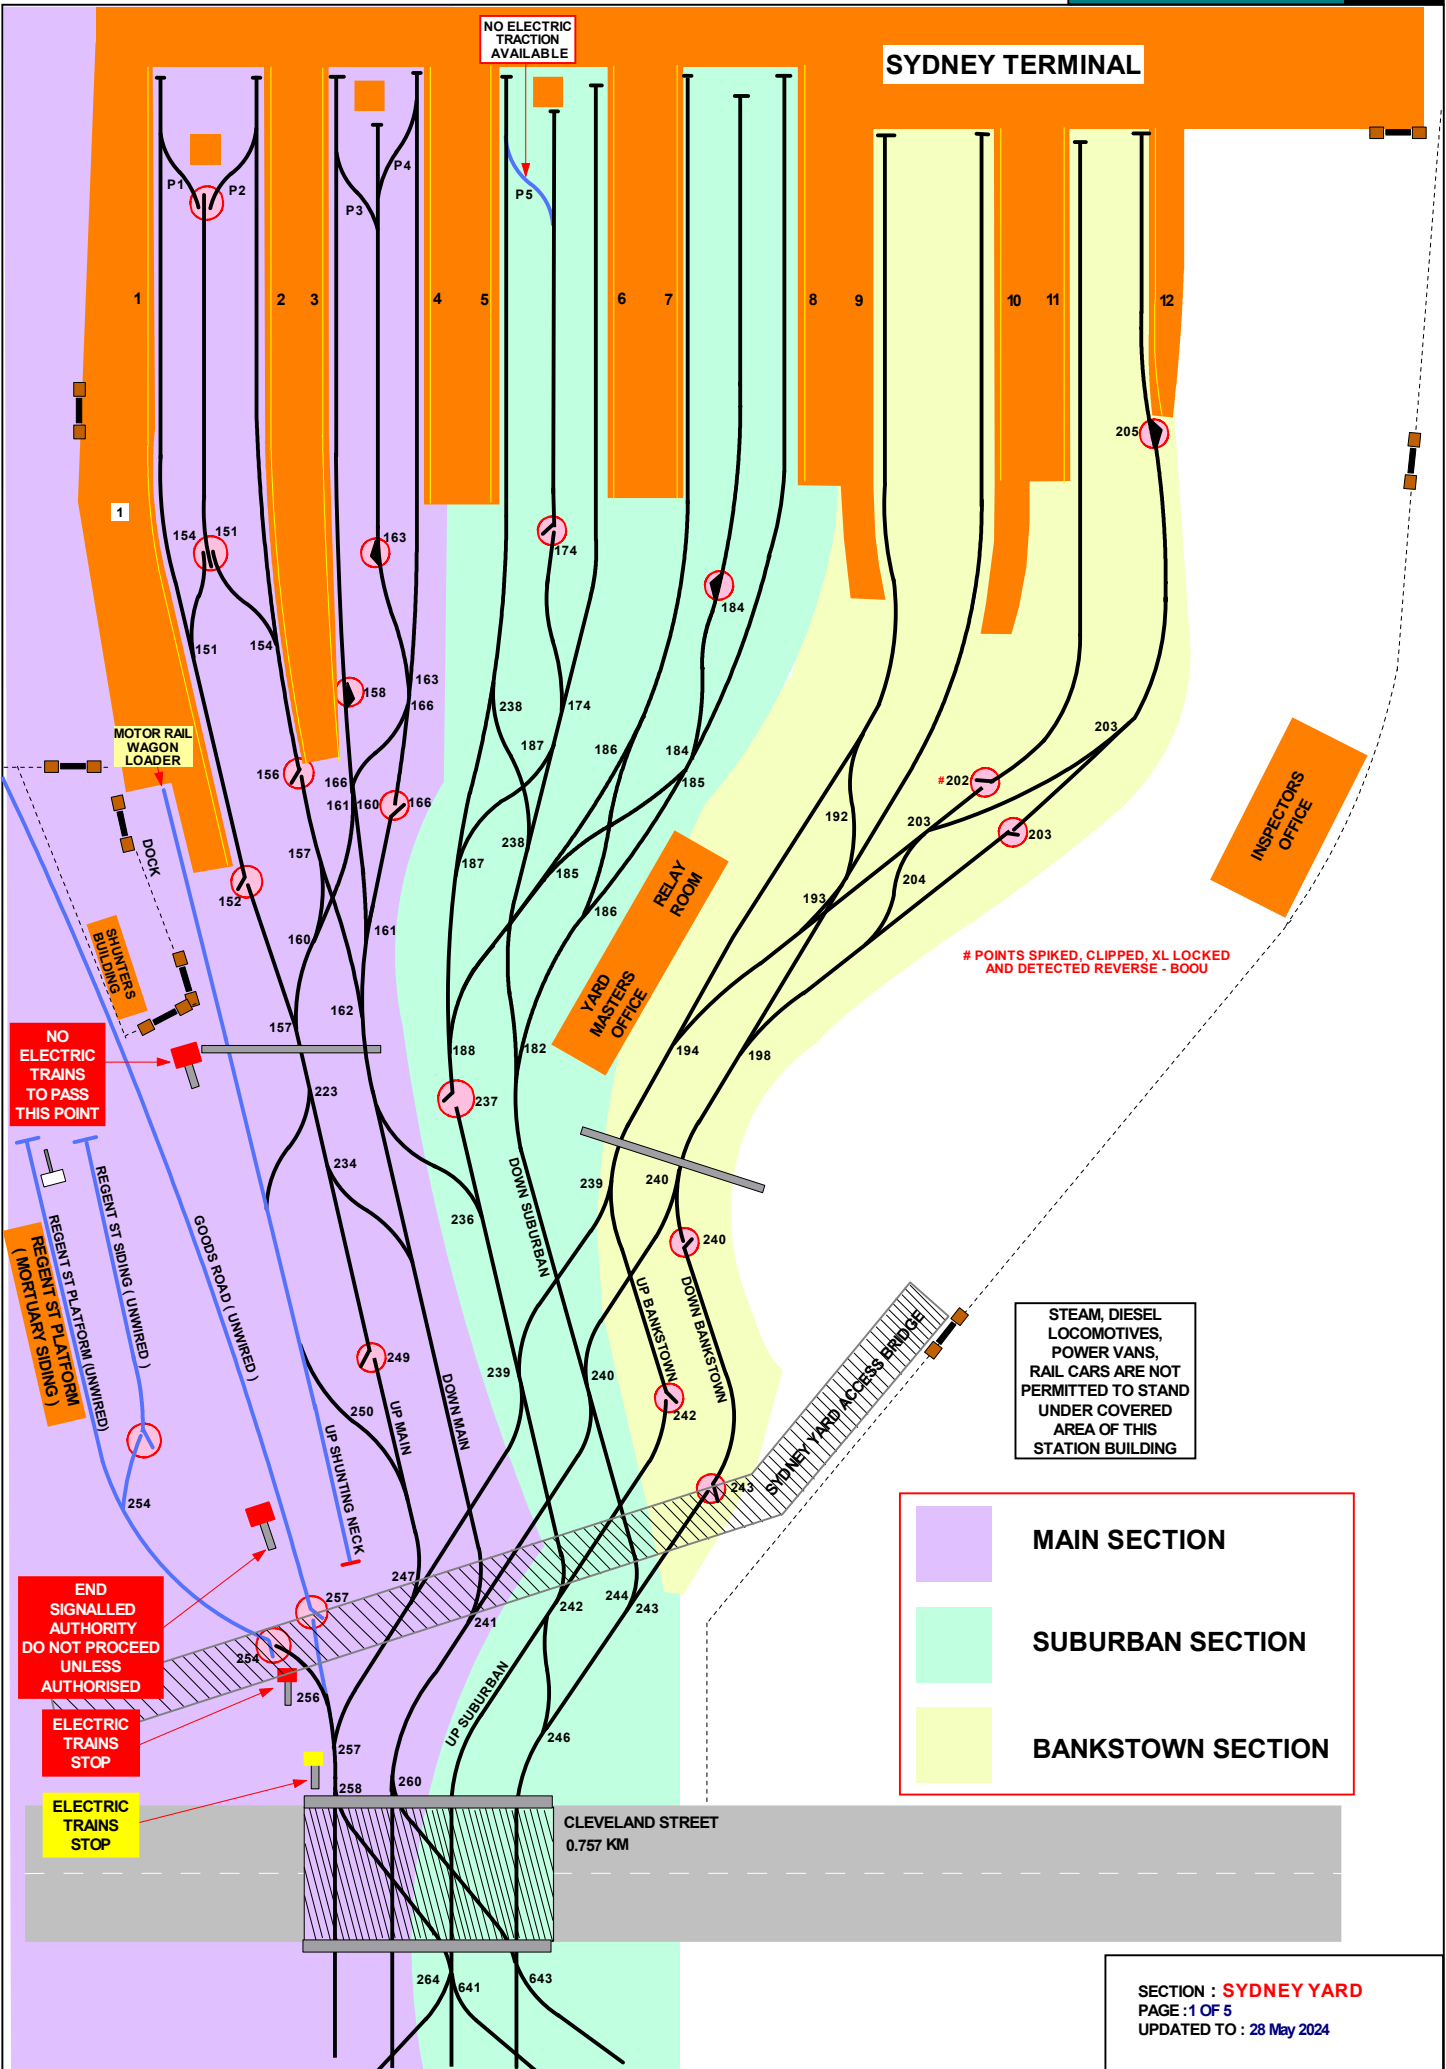 NO ELECTRIC
TRACTION
AVAILABLE
SYDNEY TERMINAL
P1
P2
P3
P4
P5
1
2
3
4
5
6
7
8
9
10
11
12
205
1
154
151
163
174
184
151
154
158
163
166
238
174
186
184
187
185
203
MOTOR RAIL
WAGON
LOADER
156
166
161
160
166
#202
203
203
192
INSPECTORS
OFFICE
DOCK
157
238
187
185
204
152
193
RELAY
ROOM
186
161
160
SHUNTERS
BUILDING
# POINTS SPIKED, CLIPPED, XL LOCKED
AND DETECTED REVERSE - BOOU
YARD
MASTERS
OFFICE
157
162
188
182
194
198
NO
ELECTRIC
TRAINS
TO PASS
THIS POINT
223
237
234
239
240
236
240
REGENT ST SIDING ( UNWIRED )
REGENT ST PLATFORM (UNWIRED)
REGENT ST PLATFORM
( MORTUARY SIDING )
GOODS ROAD ( UNWIRED )
DOWN SUBURBAN
UP BANKSTOWN
DOWN BANKSTOWN
SYDNEY YARD ACCESS BRIDGE
STEAM, DIESEL
LOCOMOTIVES,
POWER VANS,
RAIL CARS ARE NOT
PERMITTED TO STAND
UNDER COVERED
AREA OF THIS
STATION BUILDING
249
239
240
250
UP MAIN
DOWN MAIN
242
UP SHUNTING NECK
254
243
MAIN SECTION
END
SIGNALLED
AUTHORITY
DO NOT PROCEED
UNLESS
AUTHORISED
247
257
241
242
244
243
SUBURBAN SECTION
254
256
UP SUBURBAN
ELECTRIC
TRAINS
STOP
257
246
BANKSTOWN SECTION
258
260
ELECTRIC
TRAINS
STOP
CLEVELAND STREET
0.757 KM
264
641
643
SECTION : SYDNEY YARD
PAGE :1 OF 5
UPDATED TO : 28 May 2024